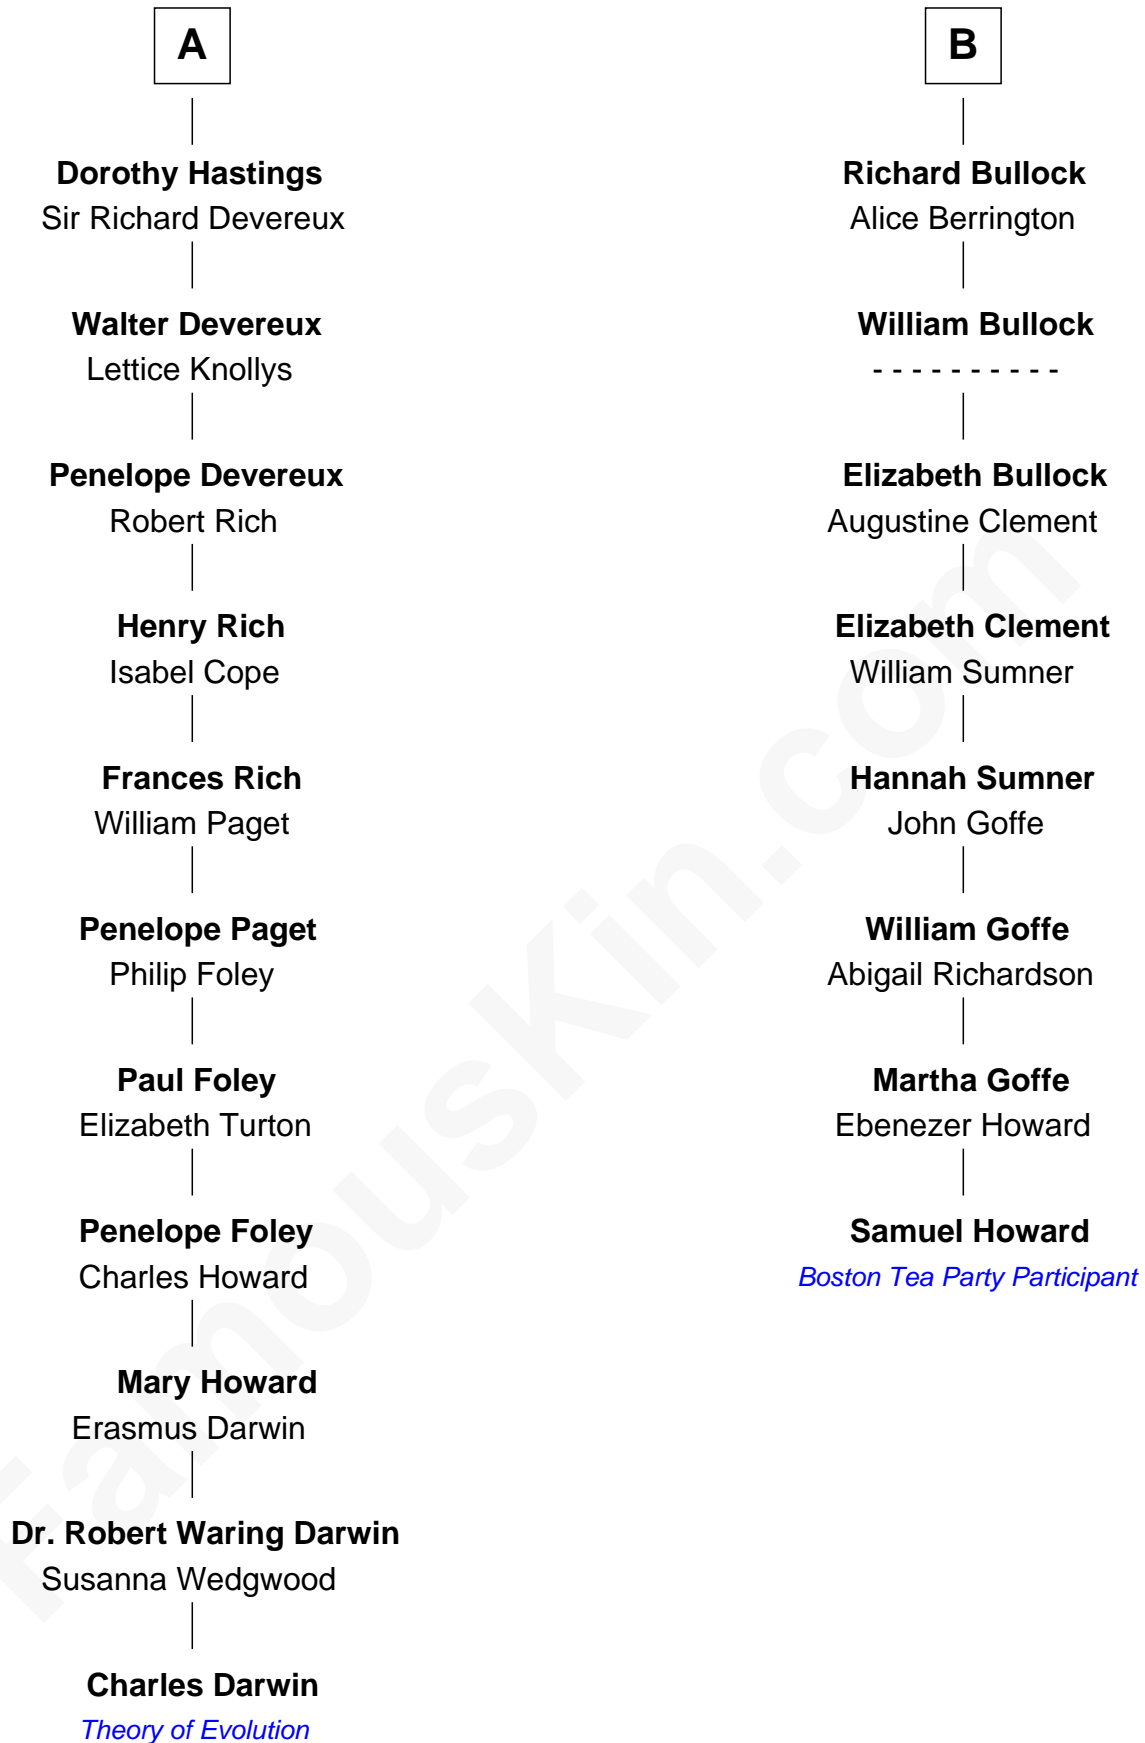 A
Dorothy Hastings
Sir Richard Devereux
Walter Devereux
Lettice Knollys
Penelope Devereux
Robert Rich
Henry Rich
Isabel Cope
Frances Rich
William Paget
Penelope Paget
Philip Foley
Paul Foley
Elizabeth Turton
Penelope Foley
Charles Howard
Mary Howard
Erasmus Darwin
Dr. Robert Waring Darwin
Susanna Wedgwood
Charles Darwin
Theory of Evolution
B
Richard Bullock
Alice Berrington
William Bullock
- - - - - - - - - -
Elizabeth Bullock
Augustine Clement
Elizabeth Clement
William Sumner
Hannah Sumner
John Goffe
William Goffe
Abigail Richardson
Martha Goffe
Ebenezer Howard
Samuel Howard
Boston Tea Party Participant
FamousKin.com